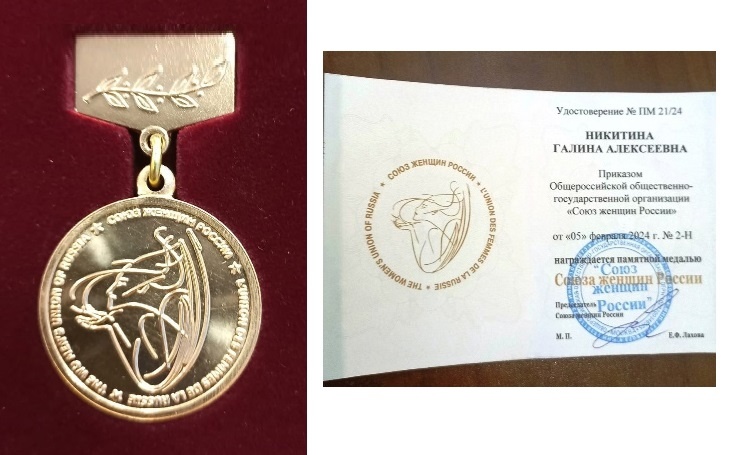 ★ СОЮЗ ЖЕНЩИН РОССИИ ★ L'UNION DES FEMMES DE LA RUSSIE ★ THE WOMEN'S UNION OF RUSSIA
★ СОЮЗ ЖЕНЩИН РОССИИ ★ L'UNION DES FEMMES DE LA RUSSIE ★ THE WOMEN'S UNION OF RUSSIA
Удостоверение № ПМ 21/24
НИКИТИНА
ГАЛИНА АЛЕКСЕЕВНА
Приказом
Общероссийской общественно-
государственной организации
«Союз женщин России»
от «05» февраля 2024 г. № 2-Н
награждается памятной медалью
Союза женщин России
"Союз
женщин
России"
Председатель
Союза женщин России
М. П.
Е.Ф. Лахова